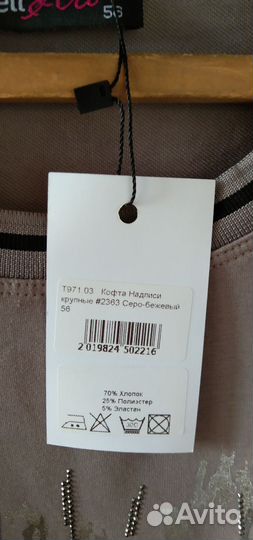 56
T971.03 Кофта Надписи
крупные #2363 Серо-бежевый.
56
2 019824 502216
70% Хлопок
25% Полиэстер
5% Эластан
Avito